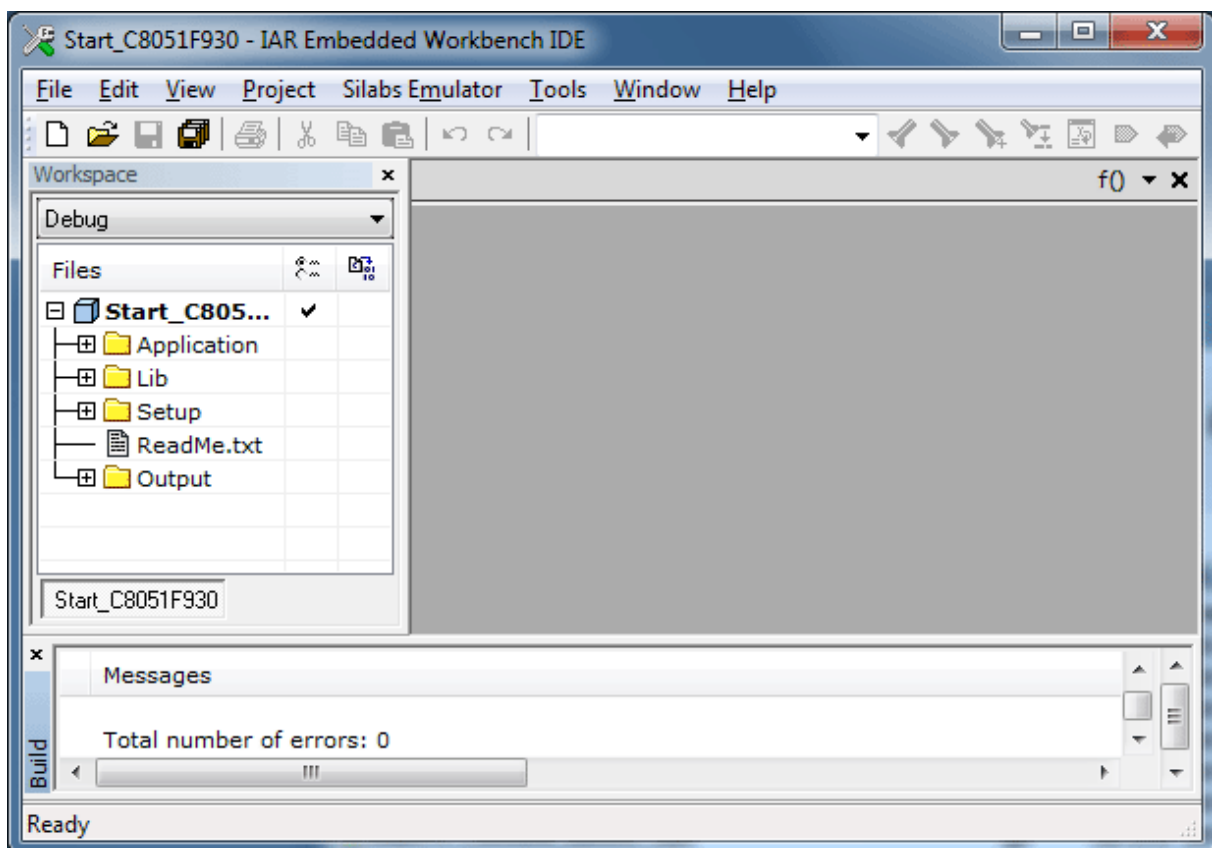 Start_C8051F930 - IAR Embedded Workbench IDE
File Edit View Project Silabs Emulator Tools Window Help
Workspace
f()
Debug
Files
Start_C805...
Application
Lib
Setup
ReadMe.txt
Output
Start_C8051F930
Messages
Total number of errors: 0
Build
Ready